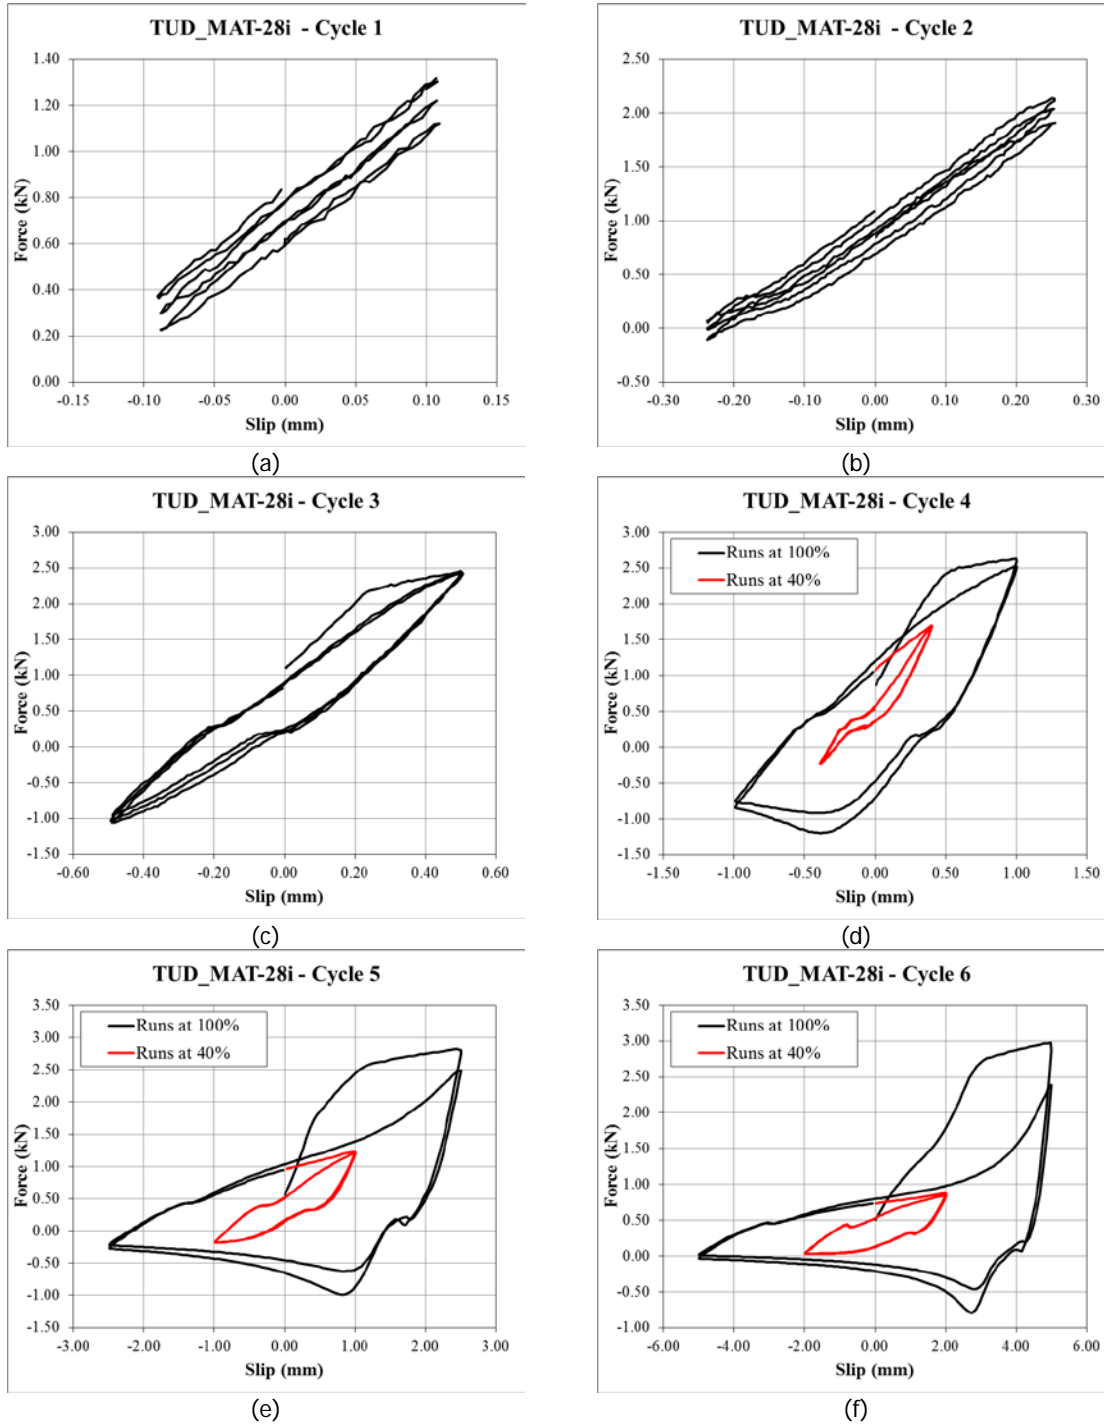 TUD_MAT-28i - Cycle 1
1.40
1.20
1.00
0.80
0.60
0.40
0.20
0.00
Force (kN)
-0.15 -0.10 -0.05 0.00 0.05 0.10 0.15
Slip (mm)
(a)
TUD_MAT-28i - Cycle 2
2.50
2.00
1.50
1.00
0.50
0.00
-0.50
Force (kN)
-0.30 -0.20 -0.10 0.00 0.10 0.20 0.30
Slip (mm)
(b)
TUD_MAT-28i - Cycle 3
3.00
2.50
2.00
1.50
1.00
0.50
0.00
-0.50
-1.00
-1.50
Force (kN)
-0.60 -0.40 -0.20 0.00 0.20 0.40 0.60
Slip (mm)
(c)
TUD_MAT-28i - Cycle 4
Runs at 100%
Runs at 40%
3.00
2.50
2.00
1.50
1.00
0.50
0.00
-0.50
-1.00
-1.50
Force (kN)
-1.50 -1.00 -0.50 0.00 0.50 1.00 1.50
Slip (mm)
(d)
TUD_MAT-28i - Cycle 5
Runs at 100%
Runs at 40%
3.50
3.00
2.50
2.00
1.50
1.00
0.50
0.00
-0.50
-1.00
-1.50
Force (kN)
-3.00 -2.00 -1.00 0.00 1.00 2.00 3.00
Slip (mm)
(e)
TUD_MAT-28i - Cycle 6
Runs at 100%
Runs at 40%
3.50
3.00
2.50
2.00
1.50
1.00
0.50
0.00
-0.50
-1.00
Force (kN)
-6.00 -4.00 -2.00 0.00 2.00 4.00 6.00
Slip (mm)
(f)